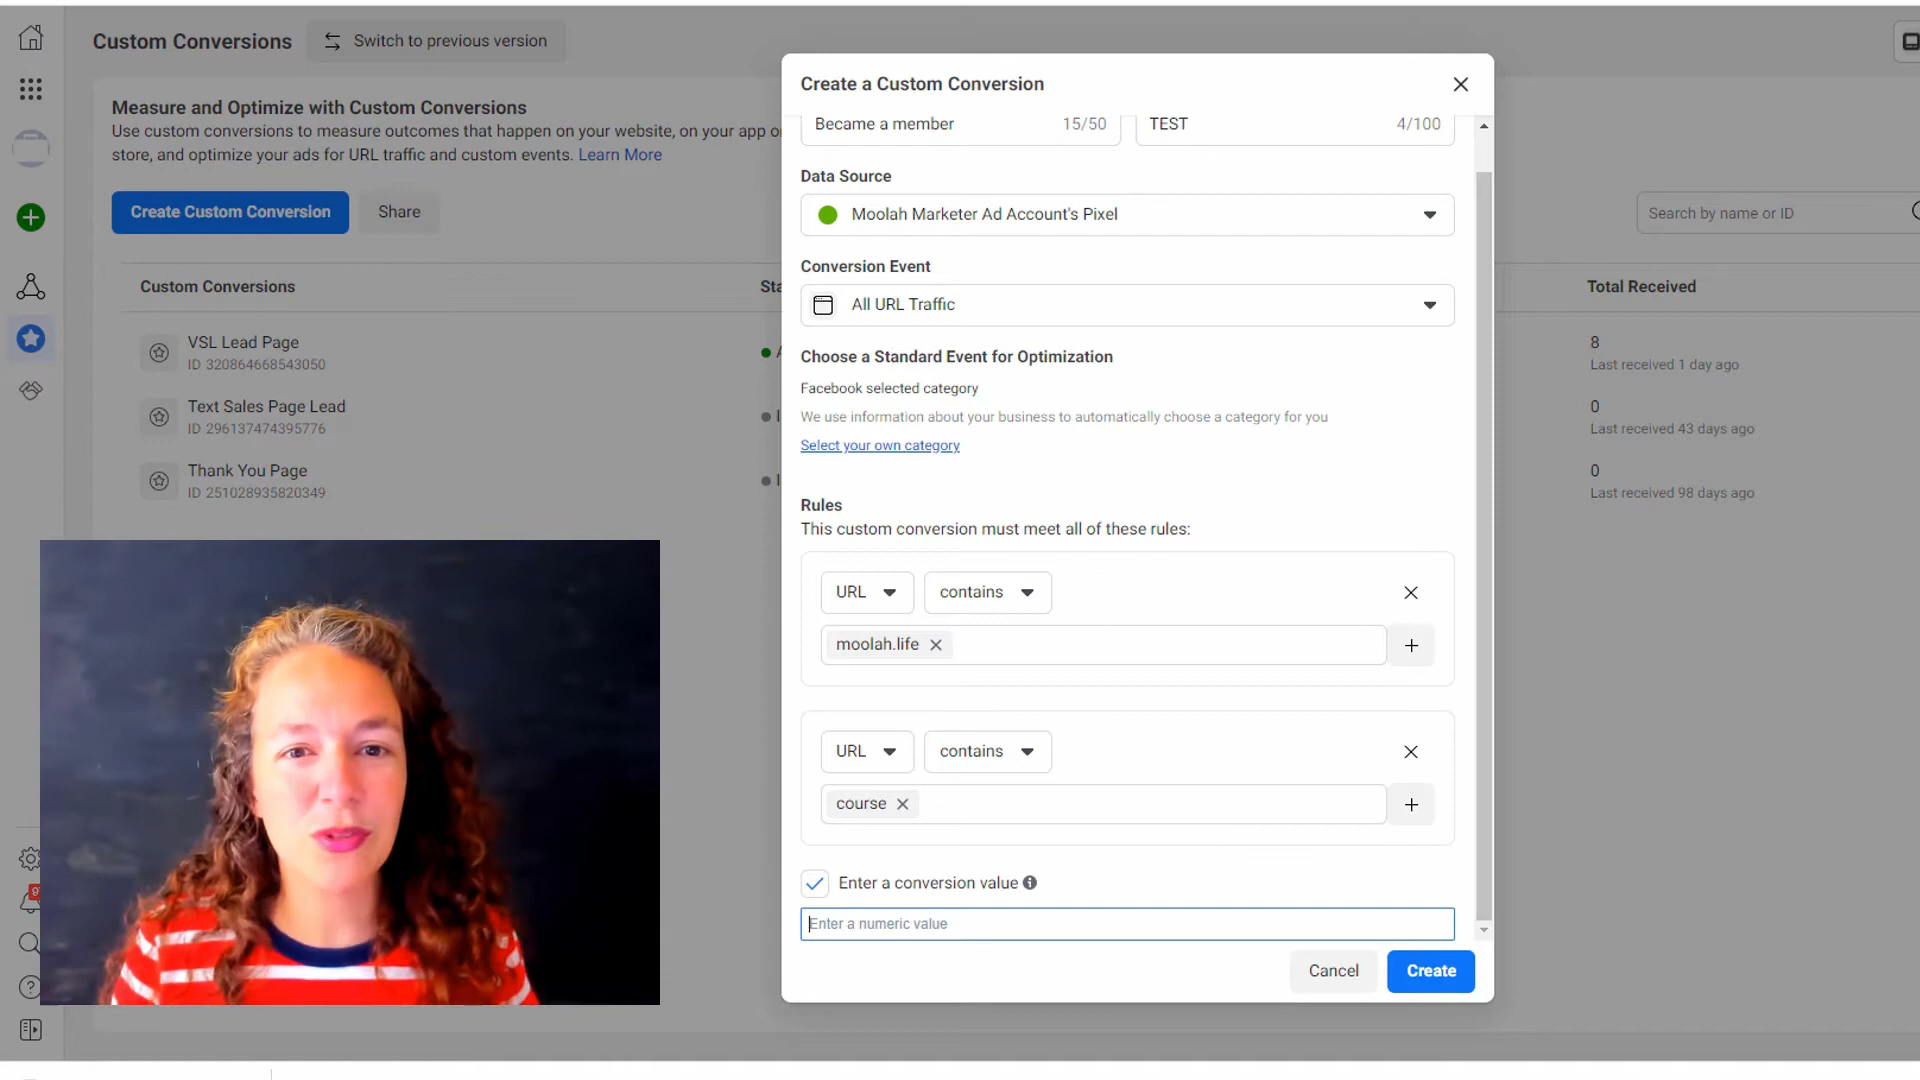 Custom Conversions
Switch to previous version
Measure and Optimize with Custom Conversions
Use custom conversions to measure outcomes that happen on your website, on your app o
store, and optimize your ads for URL traffic and custom events. Learn More
Create Custom Conversion
Share
Search by name or ID
Custom Conversions
Sta
Total Received
VSL Lead Page
ID 320864668543050
A
8
Last received 1 day ago
Text Sales Page Lead
ID 296137474395776
I
0
Last received 43 days ago
Thank You Page
ID 251028935820349
I
0
Last received 98 days ago
9
Create a Custom Conversion
Became a member
15/50
TEST
4/100
Data Source
Moolah Marketer Ad Account's Pixel
Conversion Event
All URL Traffic
Choose a Standard Event for Optimization
Facebook selected category
We use information about your business to automatically choose a category for you
Select your own category
Rules
This custom conversion must meet all of these rules:
URL
contains
moolah.life
URL
contains
course
Enter a conversion value
Enter a numeric value
Cancel
Create